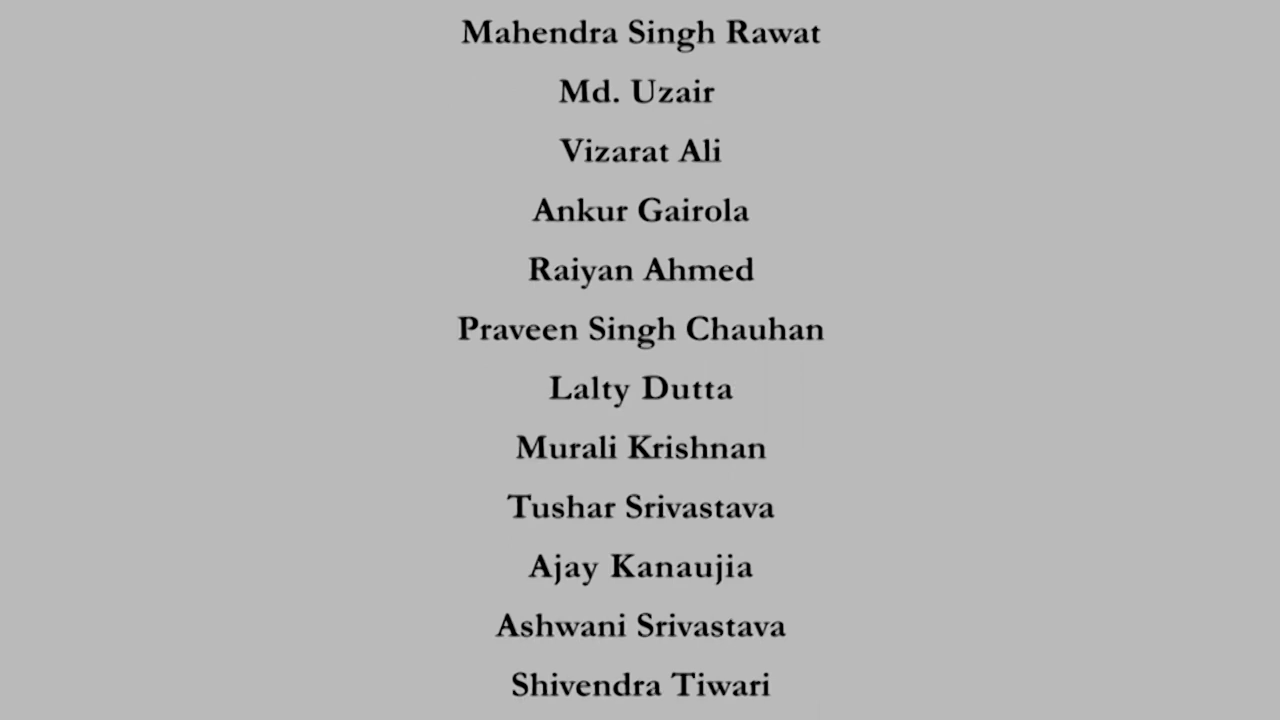 Mahendra Singh Rawat
Md. Uzair
Vizarat Ali
Ankur Gairola
Raiyan Ahmed
Praveen Singh Chauhan
Lalty Dutta
Murali Krishnan
Tushar Srivastava
Ajay Kanaujia
Ashwani Srivastava
Shivendra Tiwari